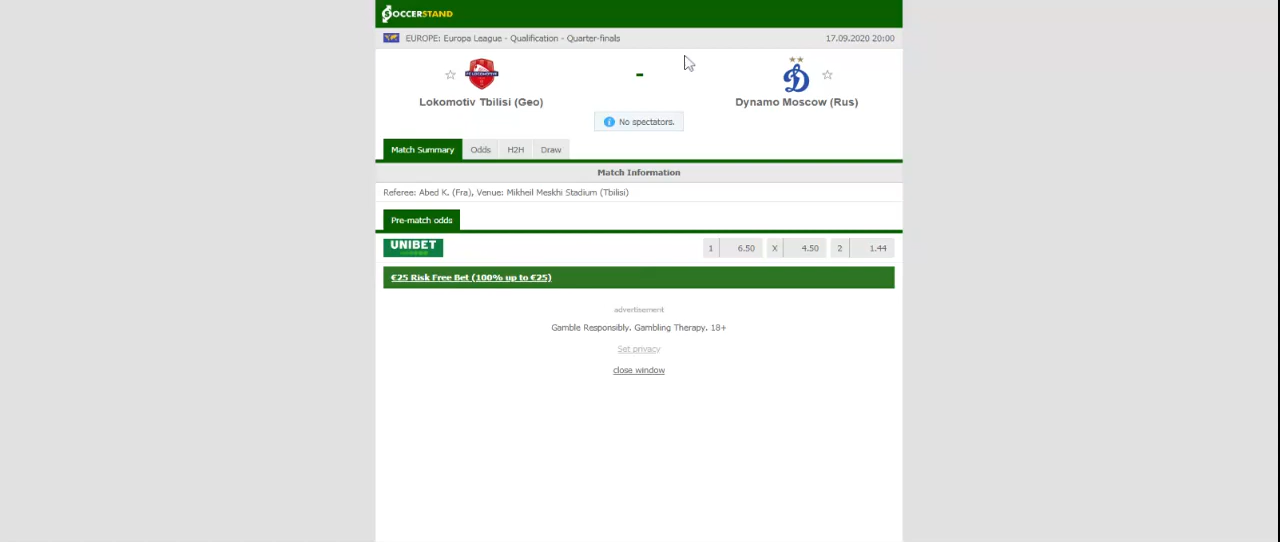 SOCCERSTAND
EUROPE: Europa League - Qualification - Quarter-finals 17.09.2020 20:00
Lokomotiv Tbilisi (Geo) - Dynamo Moscow (Rus)
No spectators.
Match Summary Odds H2H Draw
Match Information
Referee: Abed K. (Fra), Venue: Mikheil Meskhi Stadium (Tbilisi)
Pre-match odds
UNIBET 1 6.50 X 4.50 2 1.44
€25 Risk Free Bet (100% up to €25)
advertisement
Gamble Responsibly. Gambling Therapy. 18+
Set privacy
close window